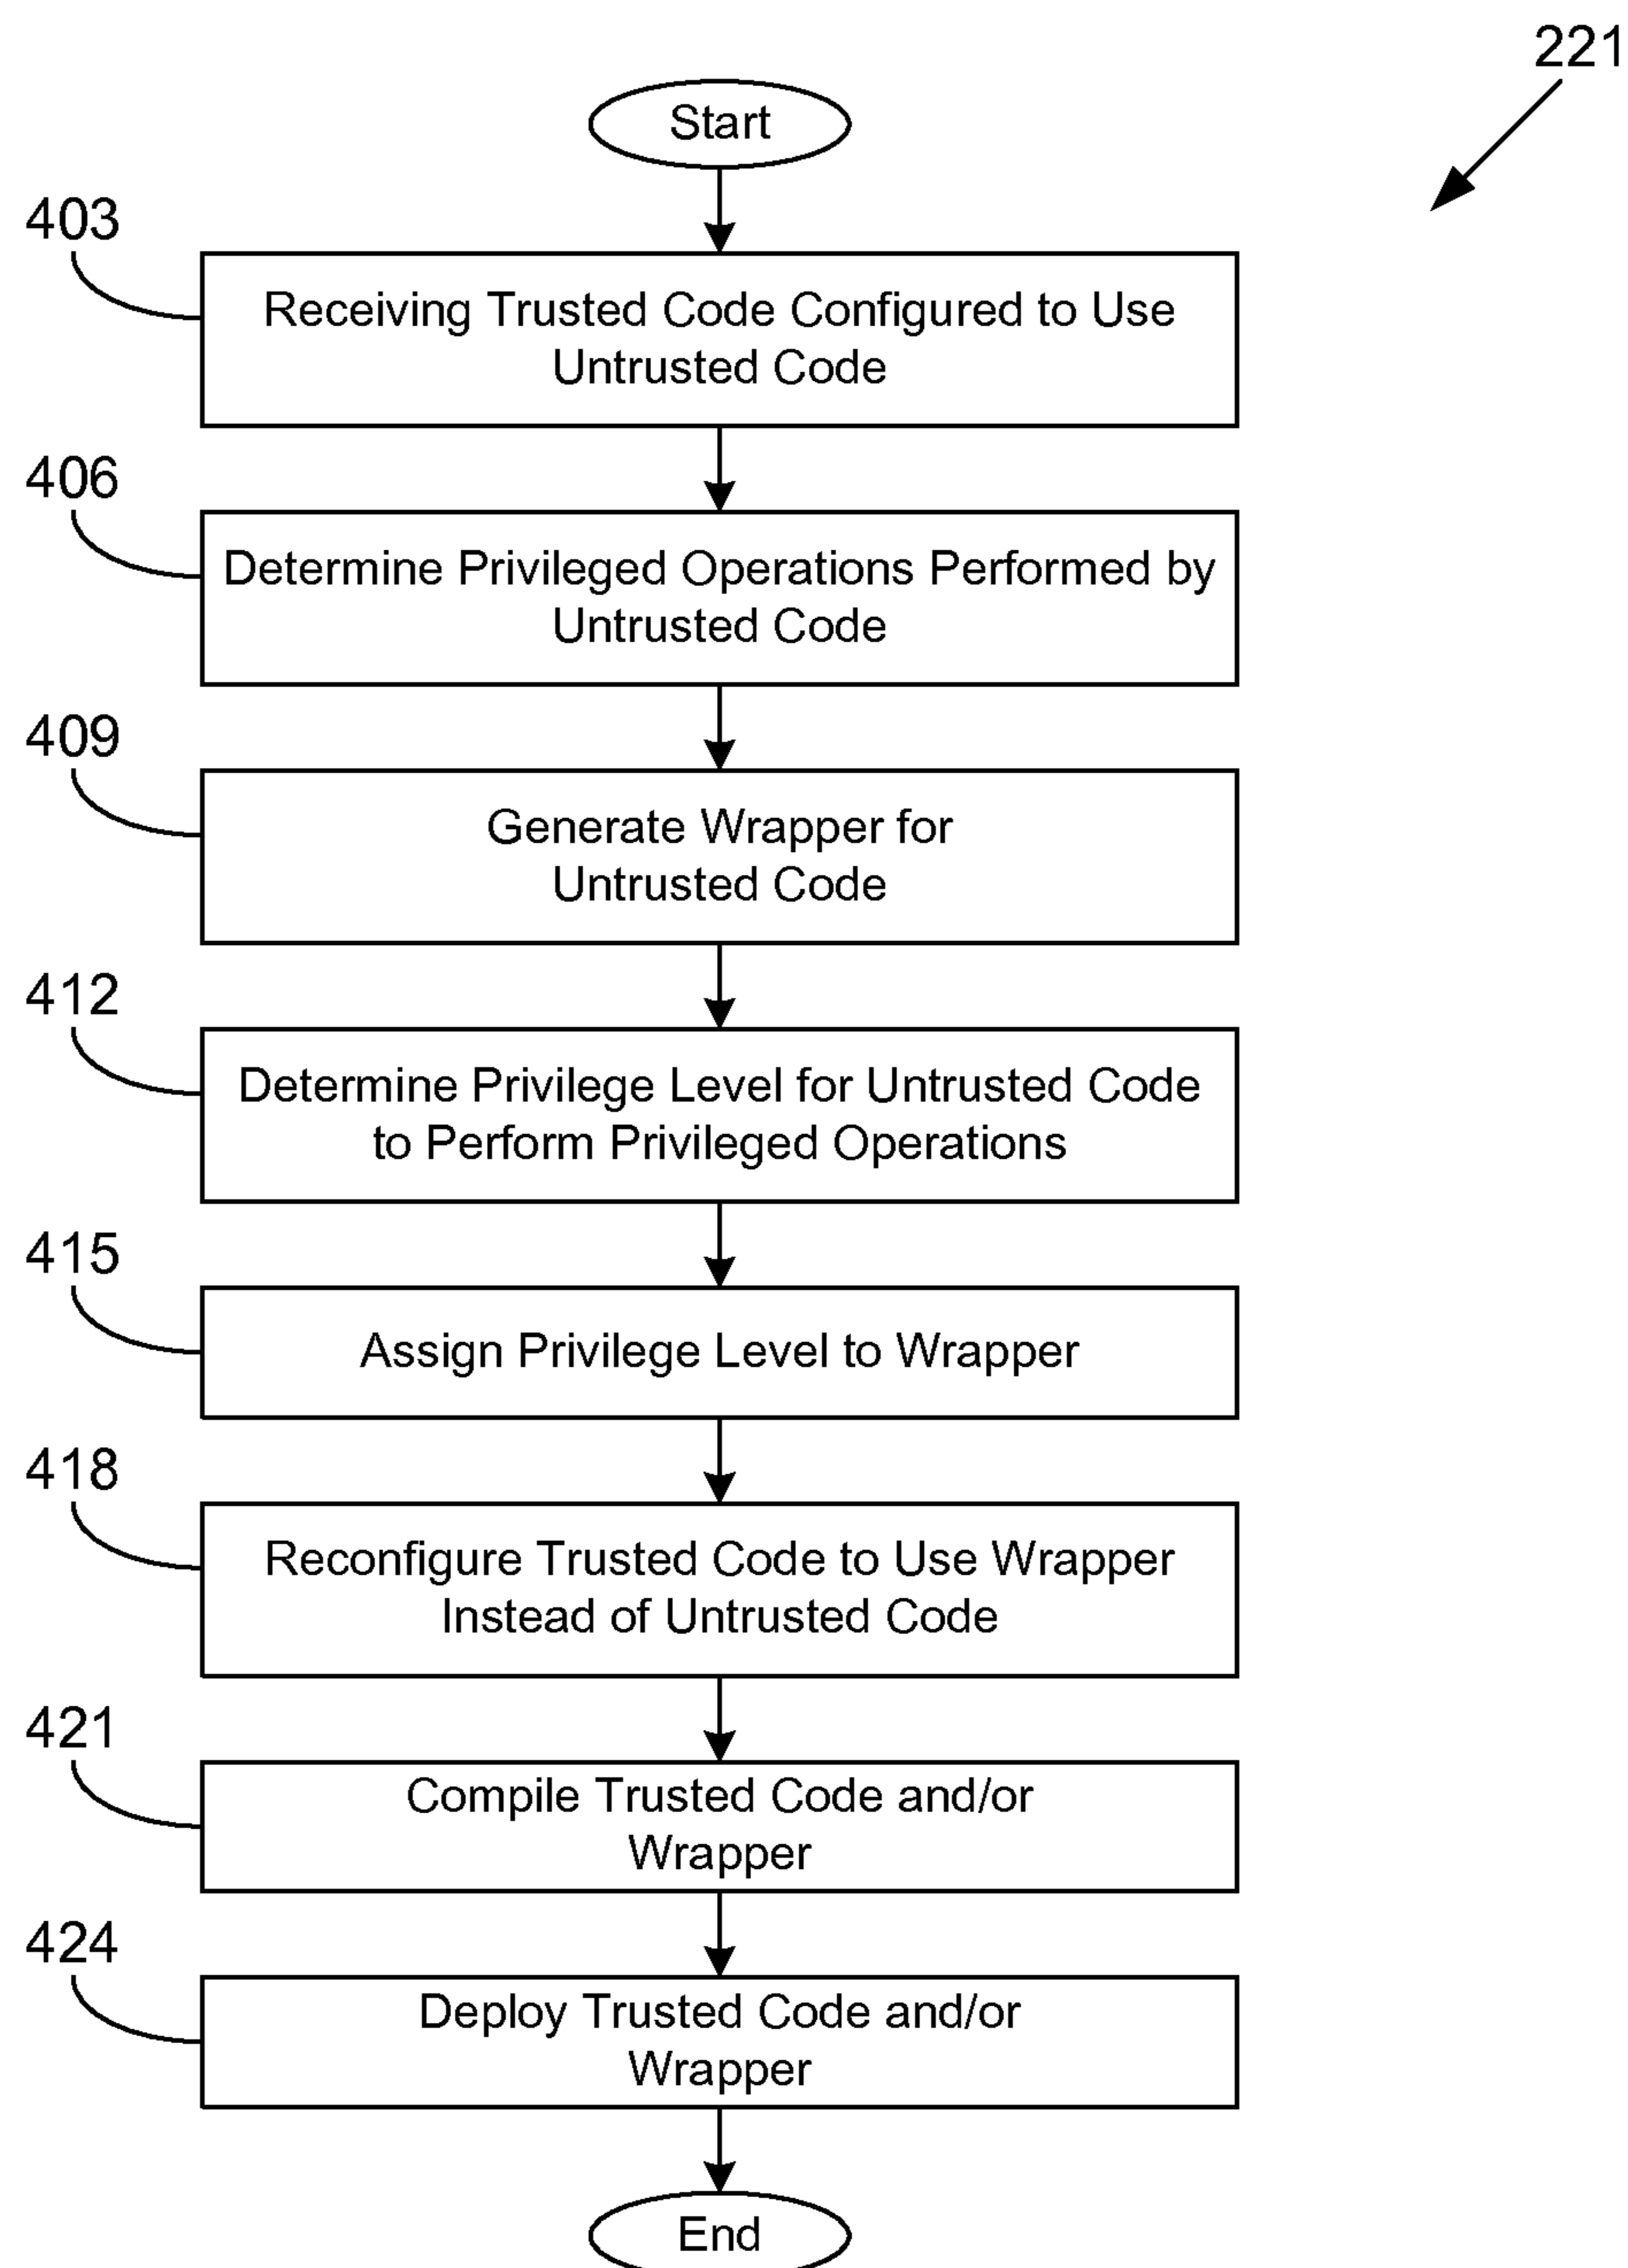 221
Start
403
Receiving Trusted Code Configured to Use
Untrusted Code
406
Determine Privileged Operations Performed by
Untrusted Code
409
Generate Wrapper for
Untrusted Code
412
Determine Privilege Level for Untrusted Code
to Perform Privileged Operations
415
Assign Privilege Level to Wrapper
418
Reconfigure Trusted Code to Use Wrapper
Instead of Untrusted Code
421
Compile Trusted Code and/or
Wrapper
424
Deploy Trusted Code and/or
Wrapper
End